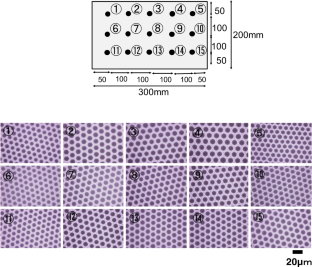 ① ② ③ ④ ⑤ 50
100
⑥ ⑦ ⑧ ⑨ ⑩ 200mm
100
⑪ ⑫ ⑬ ⑭ ⑮ 50
50 100 100 100 50
300mm
① ② ③ ④ ⑤
⑥ ⑦ ⑧ ⑨ ⑩
⑪ ⑫ ⑬ ⑭ ⑮
20μm